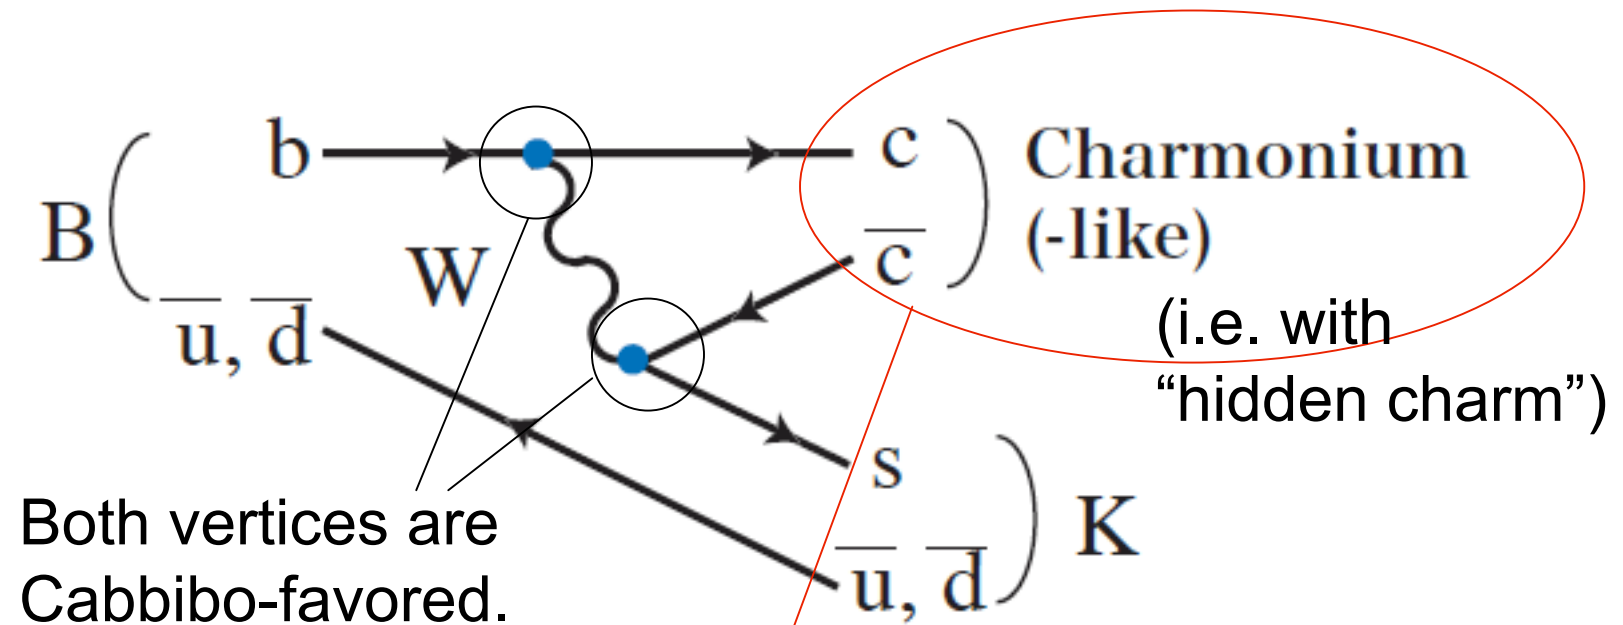 b
c
Charmonium
B
W
c̅
(-like)
u̅, d̅
(i.e. with
“hidden charm”)
s
K
Both vertices are
Cabbibo-favored.
u̅, d̅